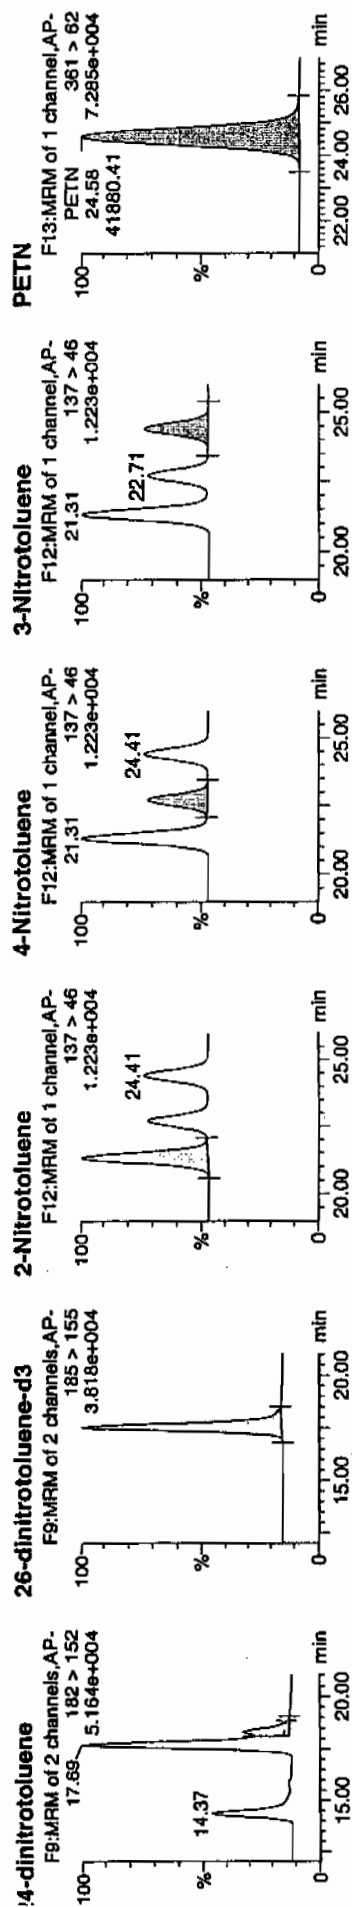 !4-dinitrotoluene
F9:MRM of 2 channels,AP-
182 > 152
5.164e+004
17.69
14.37
100
%
0
15.00
20.00
min
26-dinitrotoluene-d3
F9:MRM of 2 channels,AP-
185 > 155
3.818e+004
100
%
0
15.00
20.00
min
2-Nitrotoluene
F12:MRM of 1 channel,AP-
137 > 46
1.223e+004
24.41
100
%
0
20.00
25.00
min
4-Nitrotoluene
F12:MRM of 1 channel,AP-
21.31
137 > 46
1.223e+004
24.41
100
%
0
20.00
25.00
min
3-Nitrotoluene
F12:MRM of 1 channel,AP-
21.31
137 > 46
1.223e+004
22.71
100
%
0
20.00
25.00
min
PETN
F13:MRM of 1 channel,AP-
PETN
361 > 62
24.58
7.285e+004
41880.41
100
%
0
22.00
24.00
26.00
min